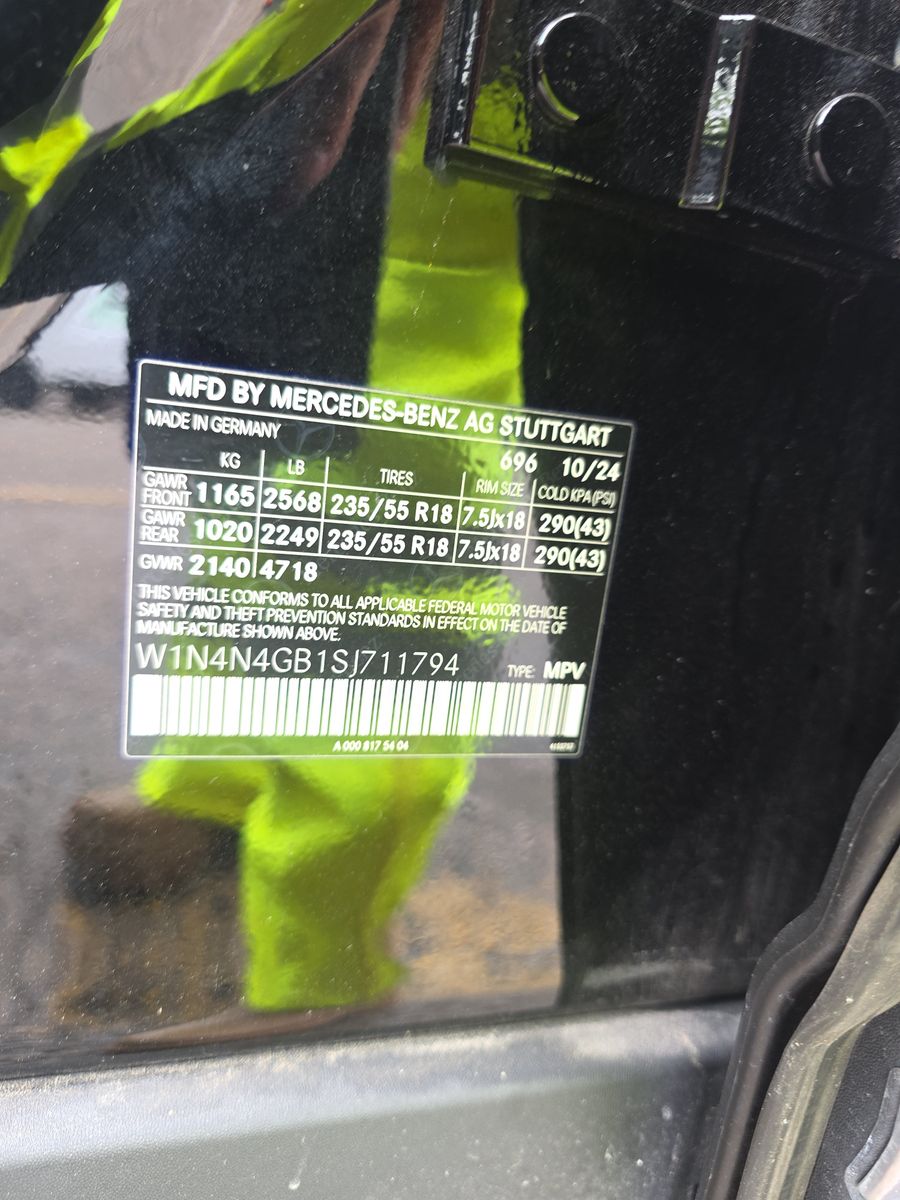 MFD BY MERCEDES-BENZ AG STUTTGART
MADE IN GERMANY 696 10/24
KG LB TIRES RIM SIZE COLD KPA(PSI)
GAWR FRONT 1165 2568 235/55 R18 7.5Jx18 290(43)
GAWR REAR 1020 2249 235/55 R18 7.5Jx18 290(43)
GVWR 2140 4718
THIS VEHICLE CONFORMS TO ALL APPLICABLE FEDERAL MOTOR VEHICLE
SAFETY AND THEFT PREVENTION STANDARDS IN EFFECT ON THE DATE OF
MANUFACTURE SHOWN ABOVE.
W1N4N4GB1SJ711794 TYPE: MPV
A 000 817 54 04